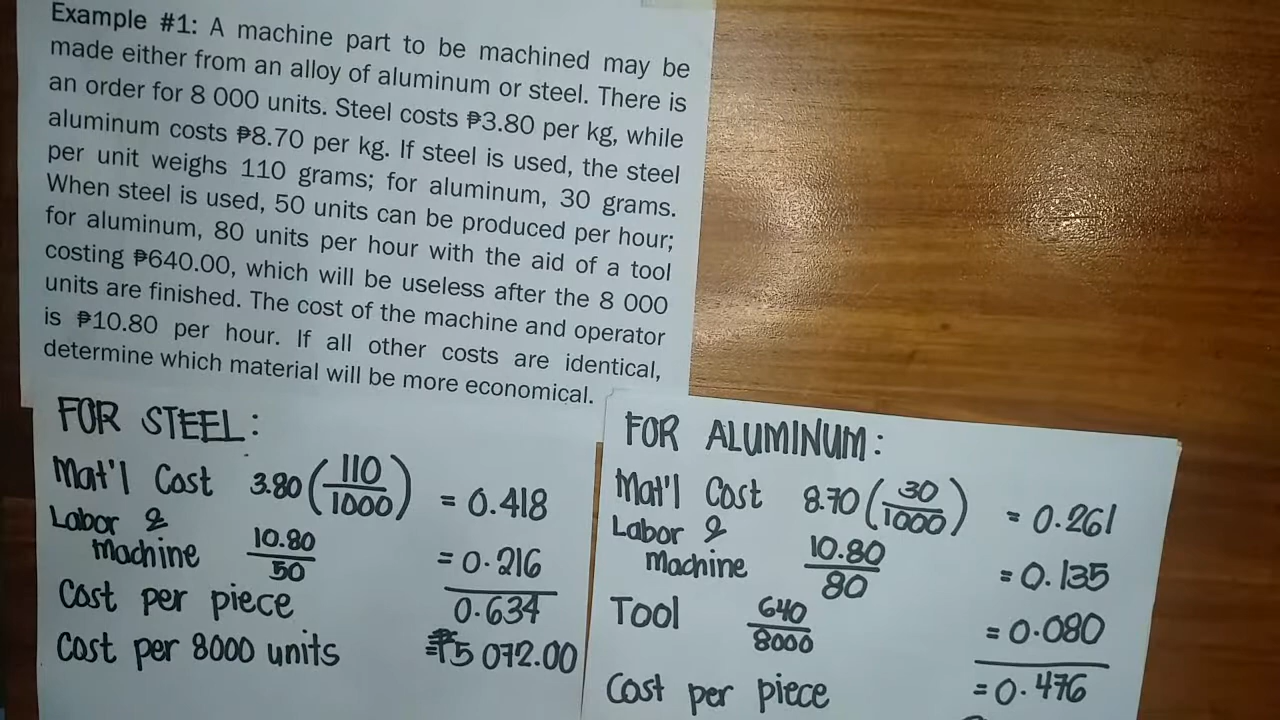 Example #1: A machine part to be machined may be
made either from an alloy of aluminum or steel. There is
an order for 8 000 units. Steel costs ₱3.80 per kg, while
aluminum costs ₱8.70 per kg. If steel is used, the steel
per unit weighs 110 grams; for aluminum, 30 grams.
When steel is used, 50 units can be produced per hour;
for aluminum, 80 units per hour with the aid of a tool
costing ₱640.00, which will be useless after the 8 000
units are finished. The cost of the machine and operator
is ₱10.80 per hour. If all other costs are identical,
determine which material will be more economical.
FOR STEEL:
Mat'l Cost 3.80 (110/1000) = 0.418
Labor &
Machine 10.80/50 = 0.216
Cost per piece 0.634
Cost per 8000 units =₱5 072.00
FOR ALUMINUM:
Mat'l Cost 8.70 (30/1000) = 0.261
Labor &
Machine 10.80/80 = 0.135
Tool 640/8000 = 0.080
Cost per piece = 0.476